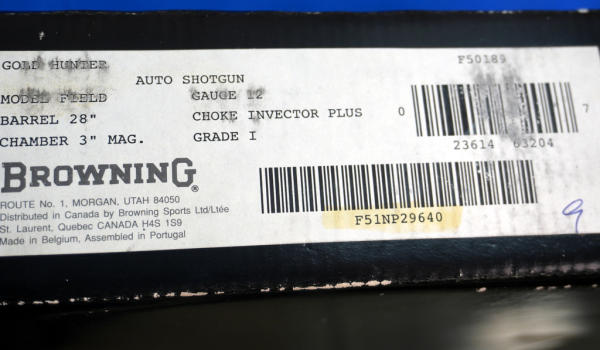 GOLD HUNTER
F50189
AUTO SHOTGUN
MODEL FIELD
GAUGE 12
BARREL 28"
CHOKE INVECTOR PLUS
CHAMBER 3" MAG.
GRADE I
0 23614 03204 7
BROWNING®
ROUTE No. 1, MORGAN, UTAH 84050
Distributed in Canada by Browning Sports Ltd/Ltée
St. Laurent, Quebec CANADA H4S 1S9
Made in Belgium, Assembled in Portugal
F51NP29640